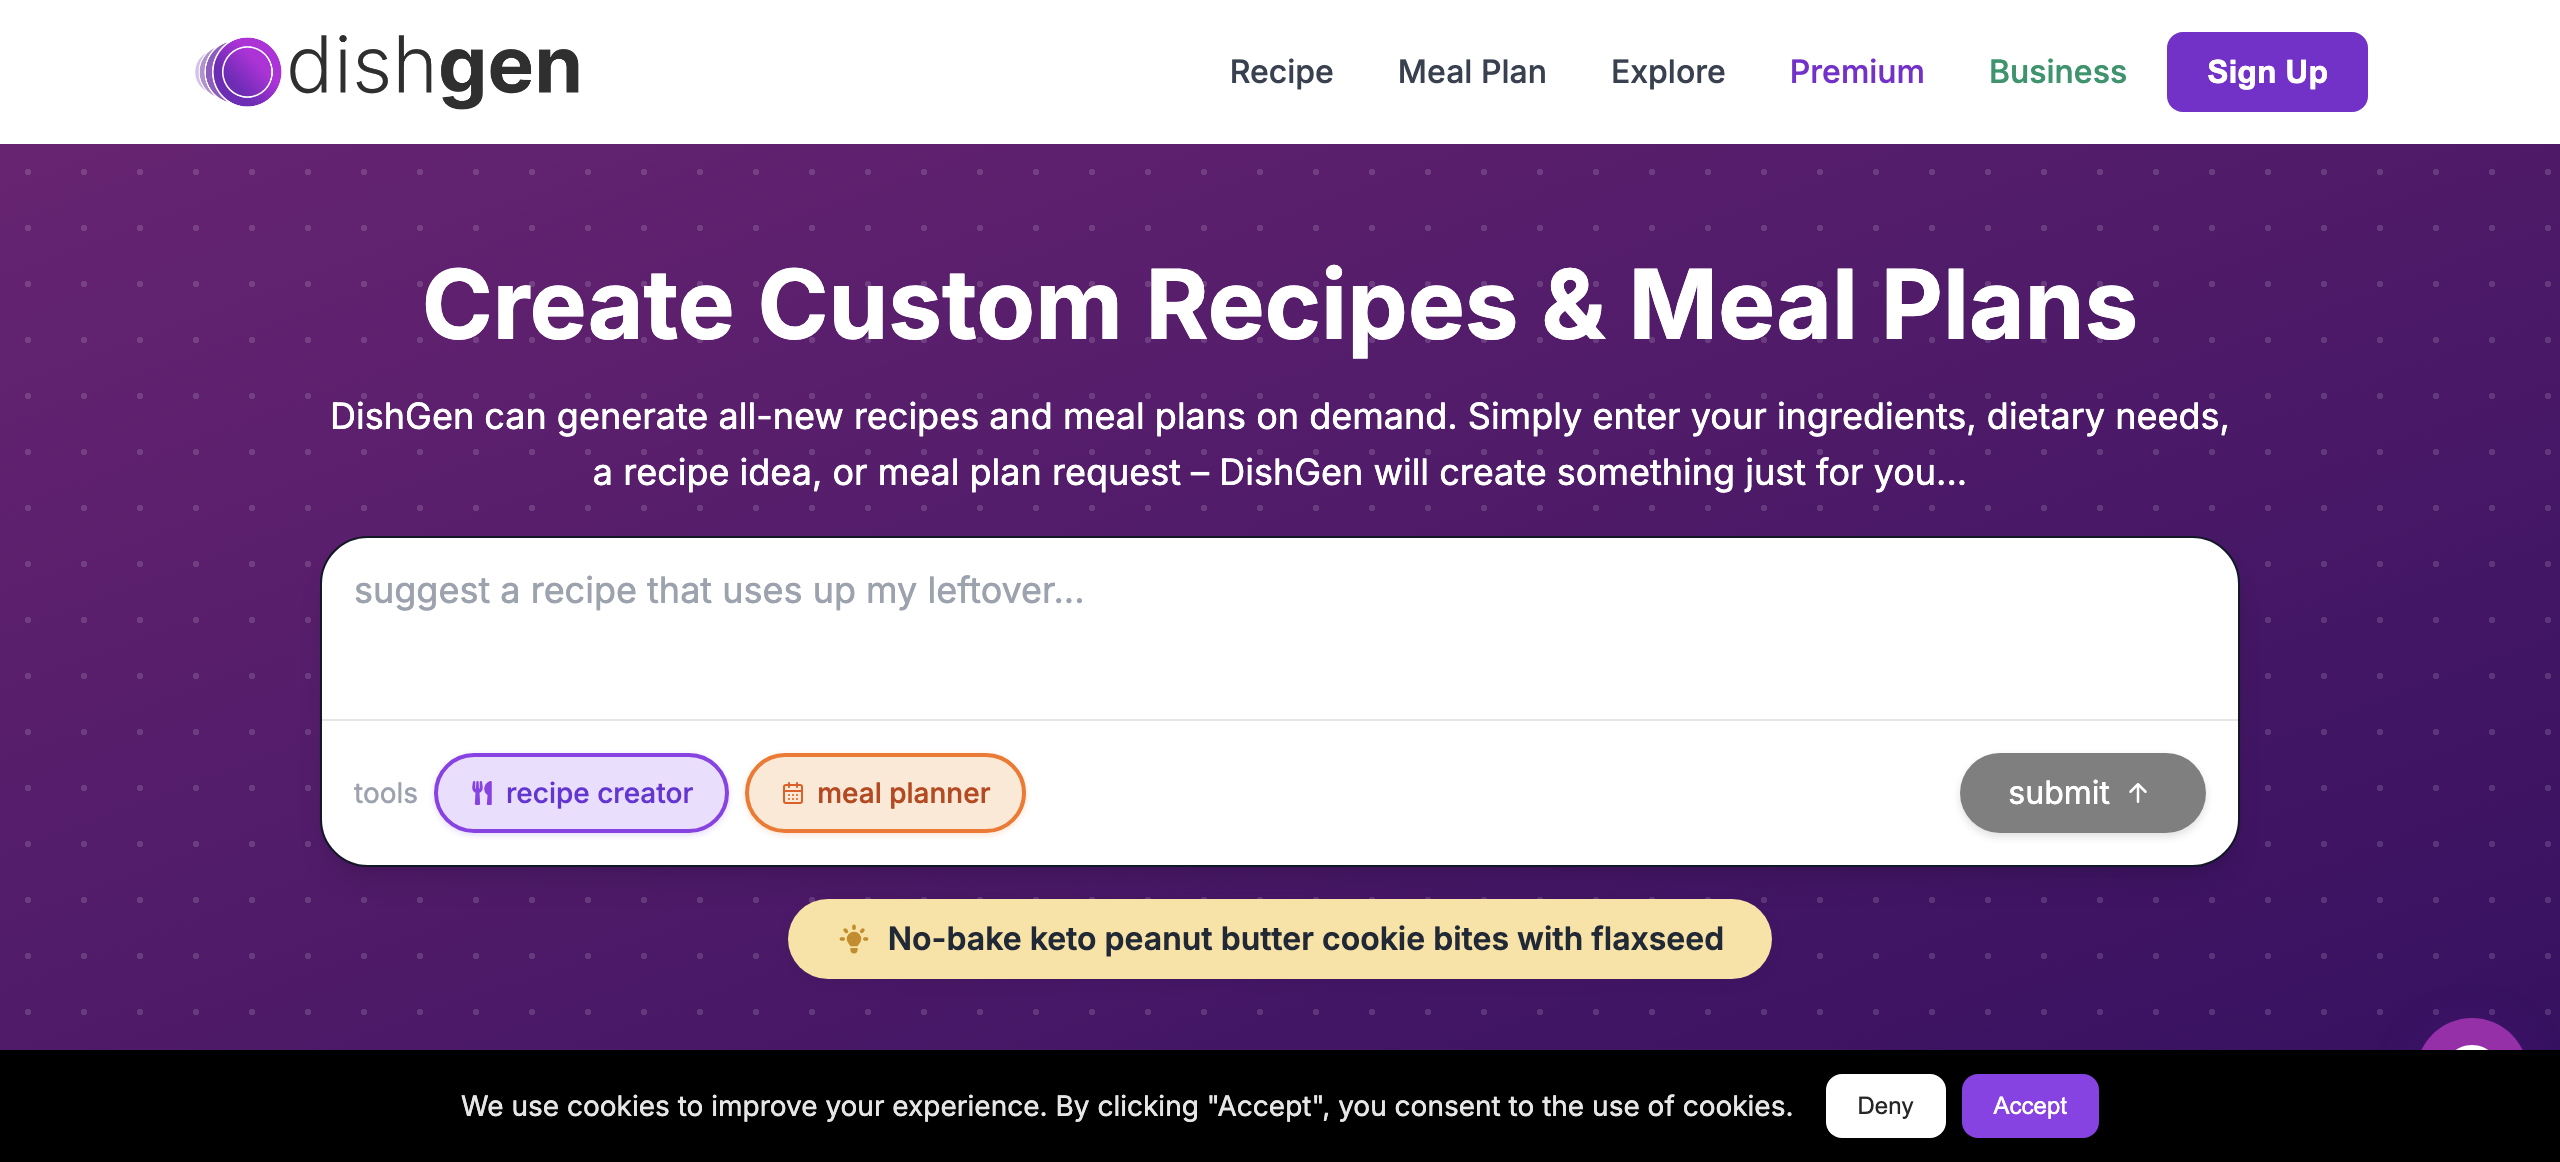 dishgen
Recipe
Meal Plan
Explore
Premium
Business
Sign Up
Create Custom Recipes & Meal Plans
DishGen can generate all-new recipes and meal plans on demand. Simply enter your ingredients, dietary needs,
a recipe idea, or meal plan request – DishGen will create something just for you...
suggest a recipe that uses up my leftover...
tools
recipe creator
meal planner
submit ↑
No-bake keto peanut butter cookie bites with flaxseed
We use cookies to improve your experience. By clicking "Accept", you consent to the use of cookies.
Deny
Accept